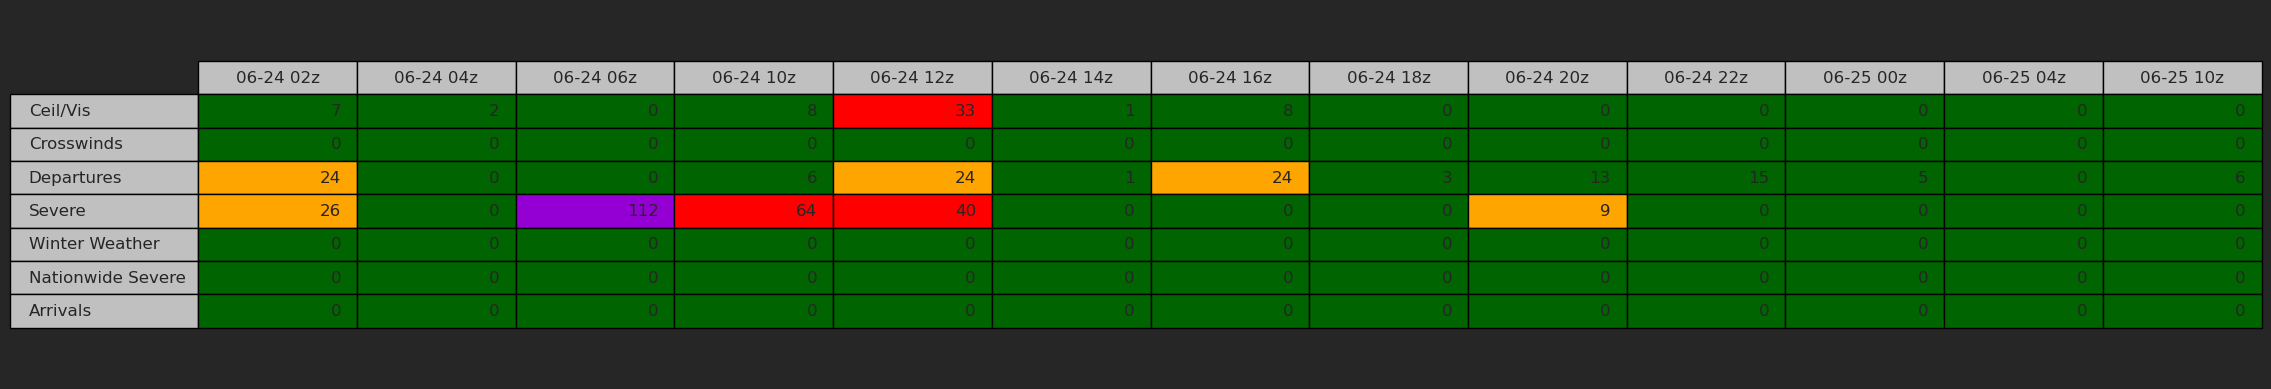 06-24 02z 06-24 04z 06-24 06z 06-24 10z 06-24 12z 06-24 14z 06-24 16z 06-24 18z 06-24 20z 06-24 22z 06-25 00z 06-25 04z 06-25 10z
Ceil/Vis 7 2 0 8 33 1 8 0 0 0 0 0 0
Crosswinds 0 0 0 0 0 0 0 0 0 0 0 0 0
Departures 24 0 0 6 24 1 24 3 13 15 5 0 6
Severe 26 0 112 64 40 0 0 0 9 0 0 0 0
Winter Weather 0 0 0 0 0 0 0 0 0 0 0 0 0
Nationwide Severe 0 0 0 0 0 0 0 0 0 0 0 0 0
Arrivals 0 0 0 0 0 0 0 0 0 0 0 0 0